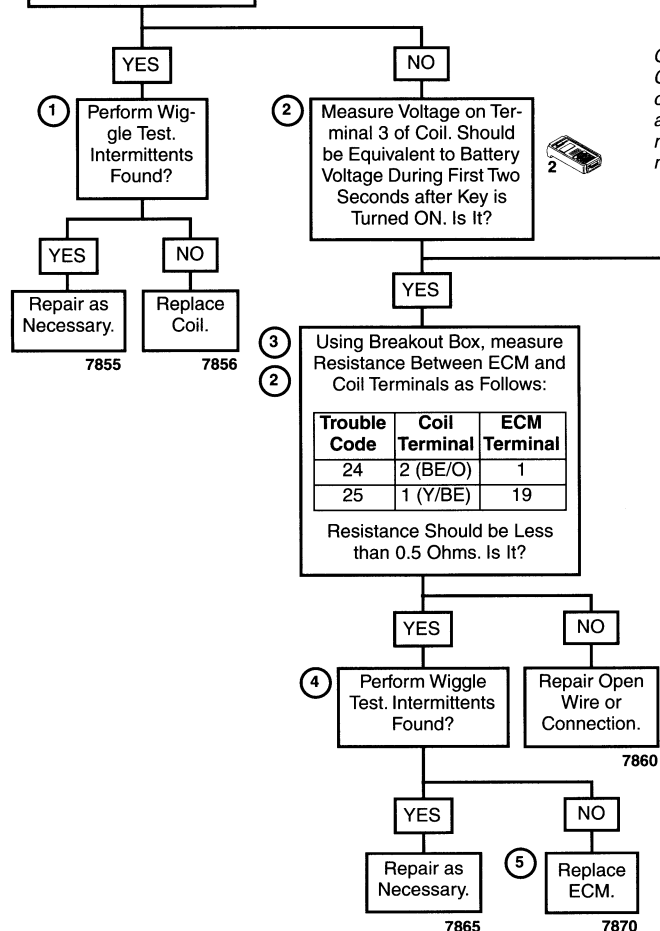 YES
NO
1
Perform Wig-
gle Test.
Intermittents
Found?
2
Measure Voltage on Ter-
minal 3 of Coil. Should
be Equivalent to Battery
Voltage During First Two
Seconds after Key is
Turned ON. Is It?
2
YES
NO
Repair as
Necessary.
7855
Replace
Coil.
7856
YES
3
2
Using Breakout Box, measure
Resistance Between ECM and
Coil Terminals as Follows:
Trouble Code Coil Terminal ECM Terminal
24 2 (BE/O) 1
25 1 (Y/BE) 19
Resistance Should be Less
than 0.5 Ohms. Is It?
YES
NO
4
Perform Wiggle
Test. Intermittents
Found?
Repair Open
Wire or
Connection.
7860
YES
NO
Repair as
Necessary.
7865
5
Replace
ECM.
7870